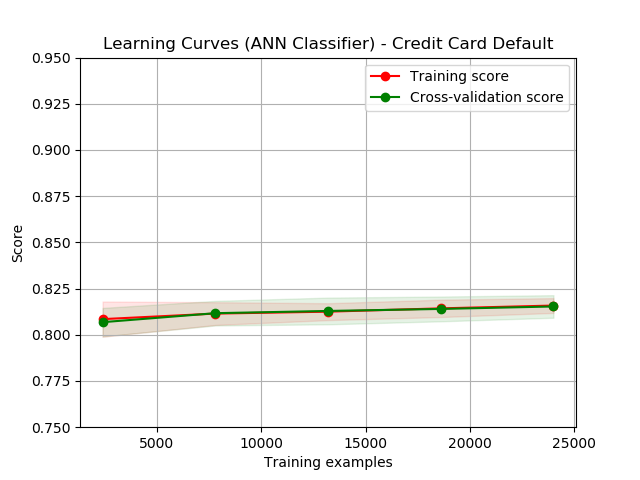 Learning Curves (ANN Classifier) - Credit Card Default
Training score
Cross-validation score
0.950
0.925
0.900
0.875
0.850
0.825
0.800
0.775
0.750
Score
5000 10000 15000 20000 25000
Training examples